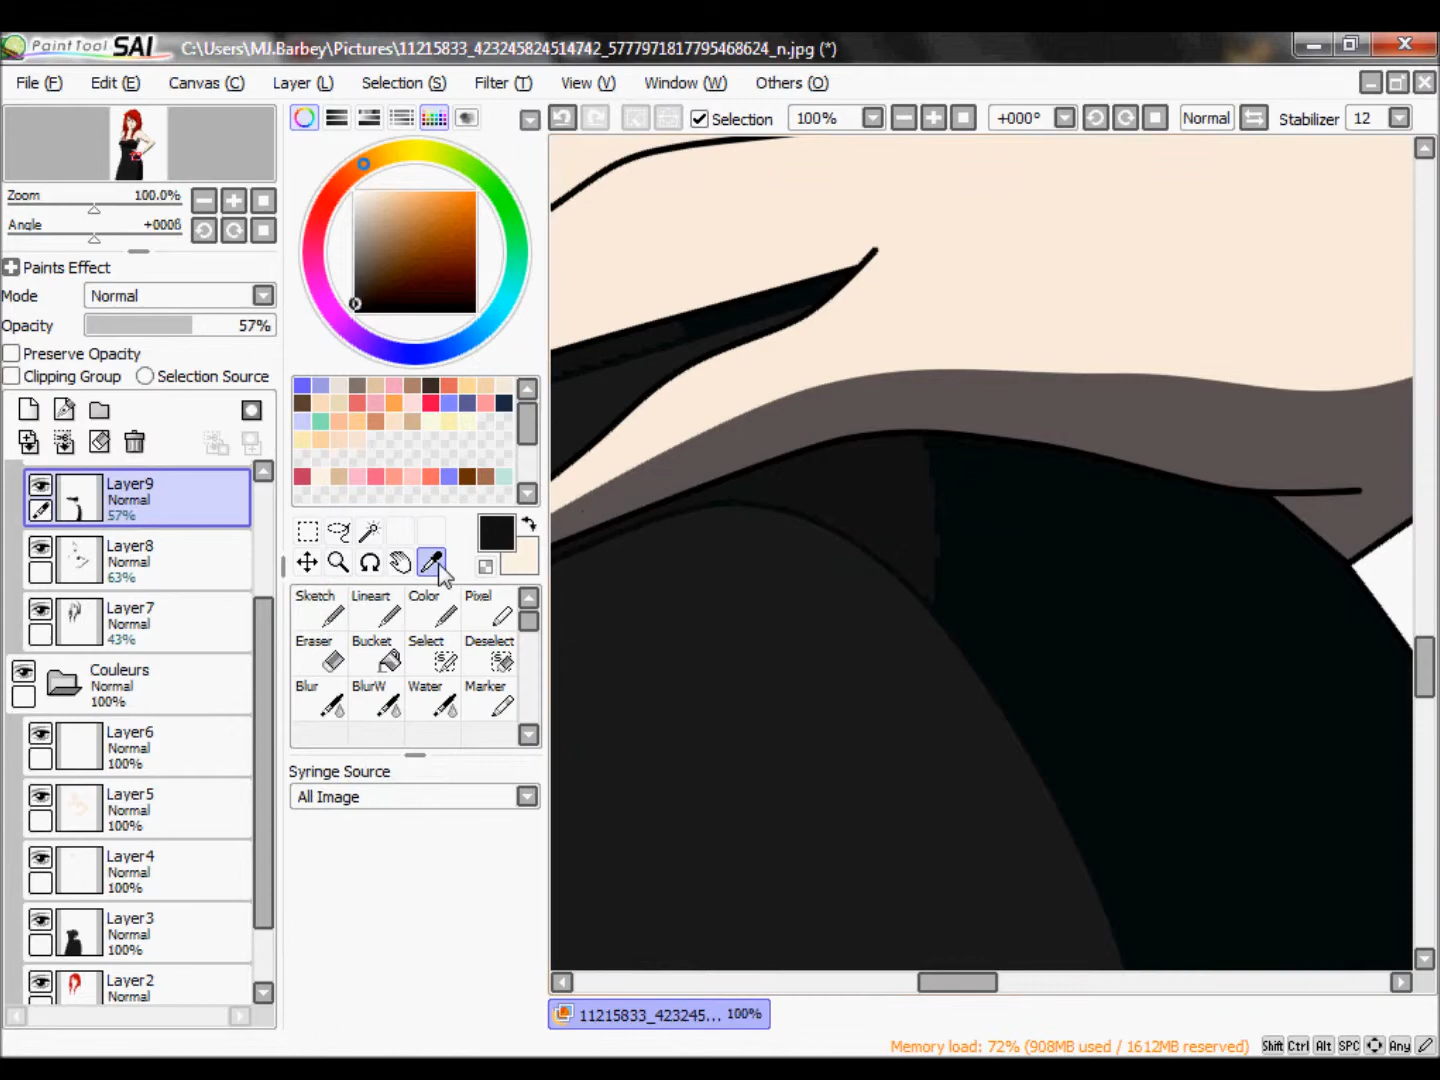 PaintTool SAI C:\Users\MJ.Barbey\Pictures\11215833_423245824514742_5777971817795468624_n.jpg (*)
File (F) Edit (E) Canvas (C) Layer (L) Selection (S) Filter (T) View (V) Window (W) Others (O)
Selection 100% +000° Normal Stabilizer 12
Zoom 100.0%
Angle +000ß
Paints Effect
Mode Normal
Opacity 57%
Preserve Opacity
Clipping Group Selection Source
Layer9
Normal
57%
Layer8
Normal
63%
Layer7
Normal
43%
Couleurs
Normal
100%
Layer6
Normal
100%
Layer5
Normal
100%
Layer4
Normal
100%
Layer3
Normal
100%
Layer2
Normal
Sketch Lineart Color Pixel
Eraser Bucket Select Deselect
Blur BlurW Water Marker
Syringe Source
All Image
11215833_423245... 100%
Memory load: 72% (908MB used / 1612MB reserved) Shift Ctrl Alt SPC Any